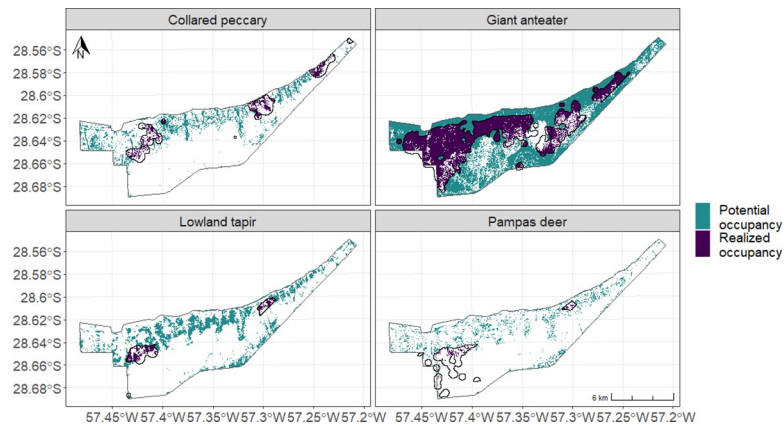 Collared peccary
Giant anteater
N
28.56°S
28.58°S
28.6°S
28.62°S
28.64°S
28.66°S
28.68°S
Lowland tapir
Pampas deer
28.56°S
28.58°S
28.6°S
28.62°S
28.64°S
28.66°S
28.68°S
Potential
occupancy
Realized
occupancy
6 km
57.45°W 57.4°W 57.35°W 57.3°W 57.25°W 57.2°W
57.45°W 57.4°W 57.35°W 57.3°W 57.25°W 57.2°W